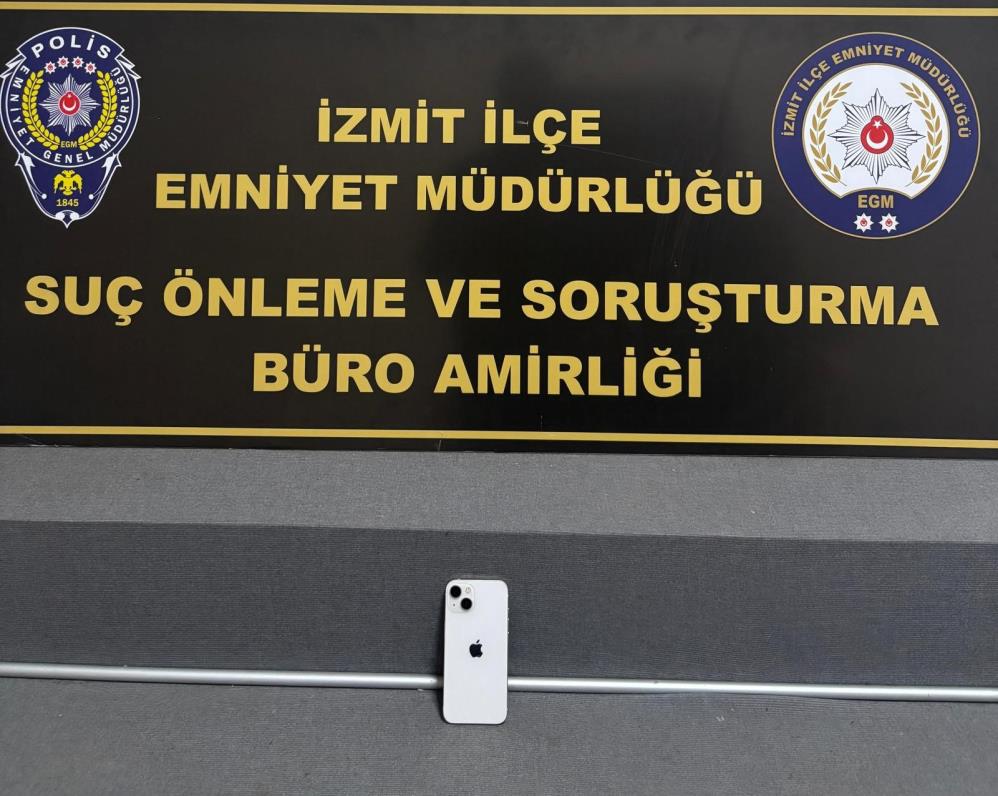 POLİS
EMNİYET GENEL MÜDÜRLÜĞÜ
EGM
1845
İZMİT İLÇE
EMNİYET MÜDÜRLÜĞÜ
SUÇ ÖNLEME VE SORUŞTURMA
BÜRO AMİRLİĞİ
İZMİT İLÇE EMNİYET MÜDÜRLÜĞÜ
EGM